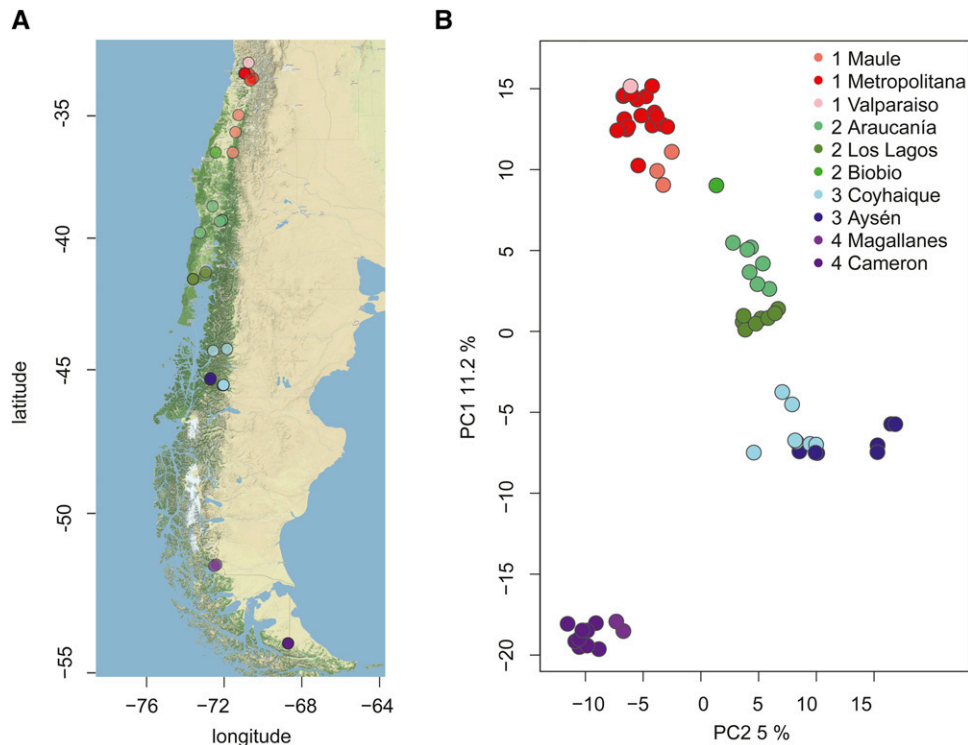 A
-35
-40
-45
-50
-55
latitude
-76
-72
-68
-64
longitude
B
15
10
5
0
-5
-10
-15
-20
PC1 11.2 %
1 Maule
1 Metropolitana
1 Valparaiso
2 Araucanía
2 Los Lagos
2 Biobio
3 Coyhaique
3 Aysén
4 Magallanes
4 Cameron
-10
-5
0
5
10
15
PC2 5 %